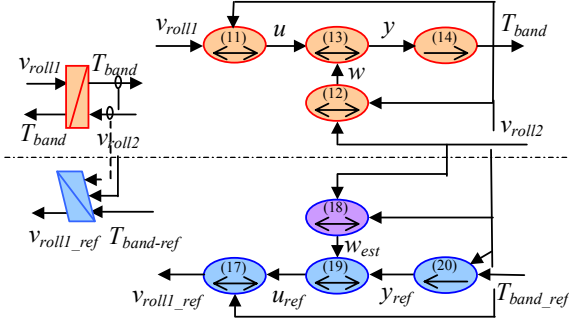 v_roll1 (11) u (13) y (14) T_band
v_roll1 T_band
w
(12)
T_band v_roll2 v_roll2
(18)
w_est
v_roll1_ref T_band-ref
(17) (19) (20)
v_roll1_ref u_ref y_ref T_band_ref